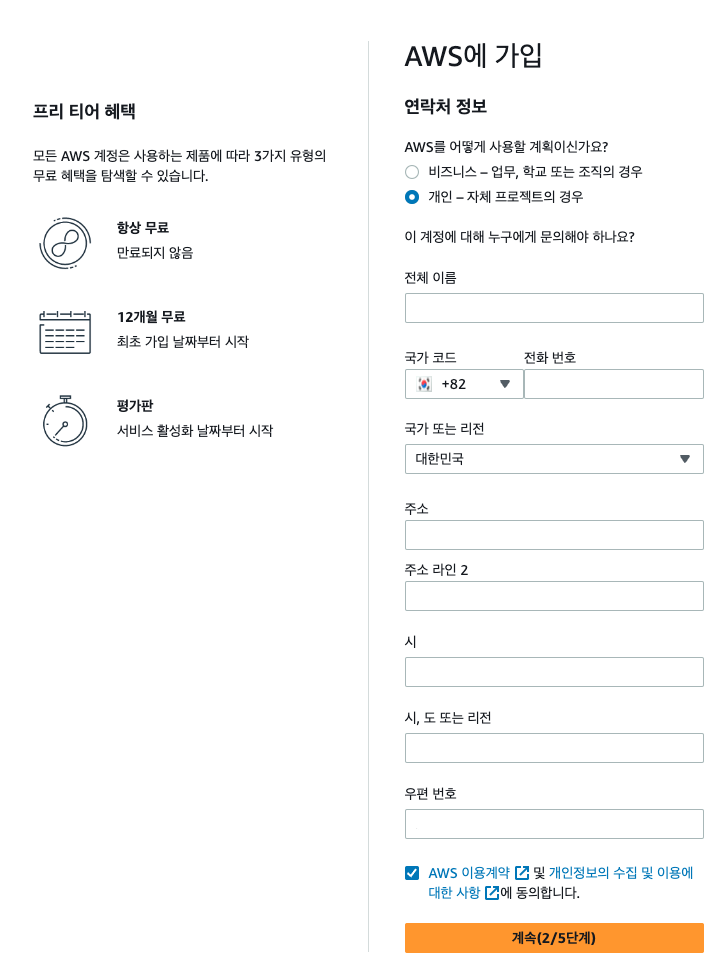 프리 티어 혜택
모든 AWS 계정은 사용하는 제품에 따라 3가지 유형의
무료 혜택을 탐색할 수 있습니다.
항상 무료
만료되지 않음
12개월 무료
최초 가입 날짜부터 시작
평가판
서비스 활성화 날짜부터 시작
AWS에 가입
연락처 정보
AWS를 어떻게 사용할 계획이신가요?
비즈니스 – 업무, 학교 또는 조직의 경우
개인 – 자체 프로젝트의 경우
이 계정에 대해 누구에게 문의해야 하나요?
전체 이름
국가 코드 전화 번호
+82
국가 또는 리전
대한민국
주소
주소 라인 2
시
시, 도 또는 리전
우편 번호
AWS 이용계약 및 개인정보의 수집 및 이용에
대한 사항 에 동의합니다.
계속(2/5단계)